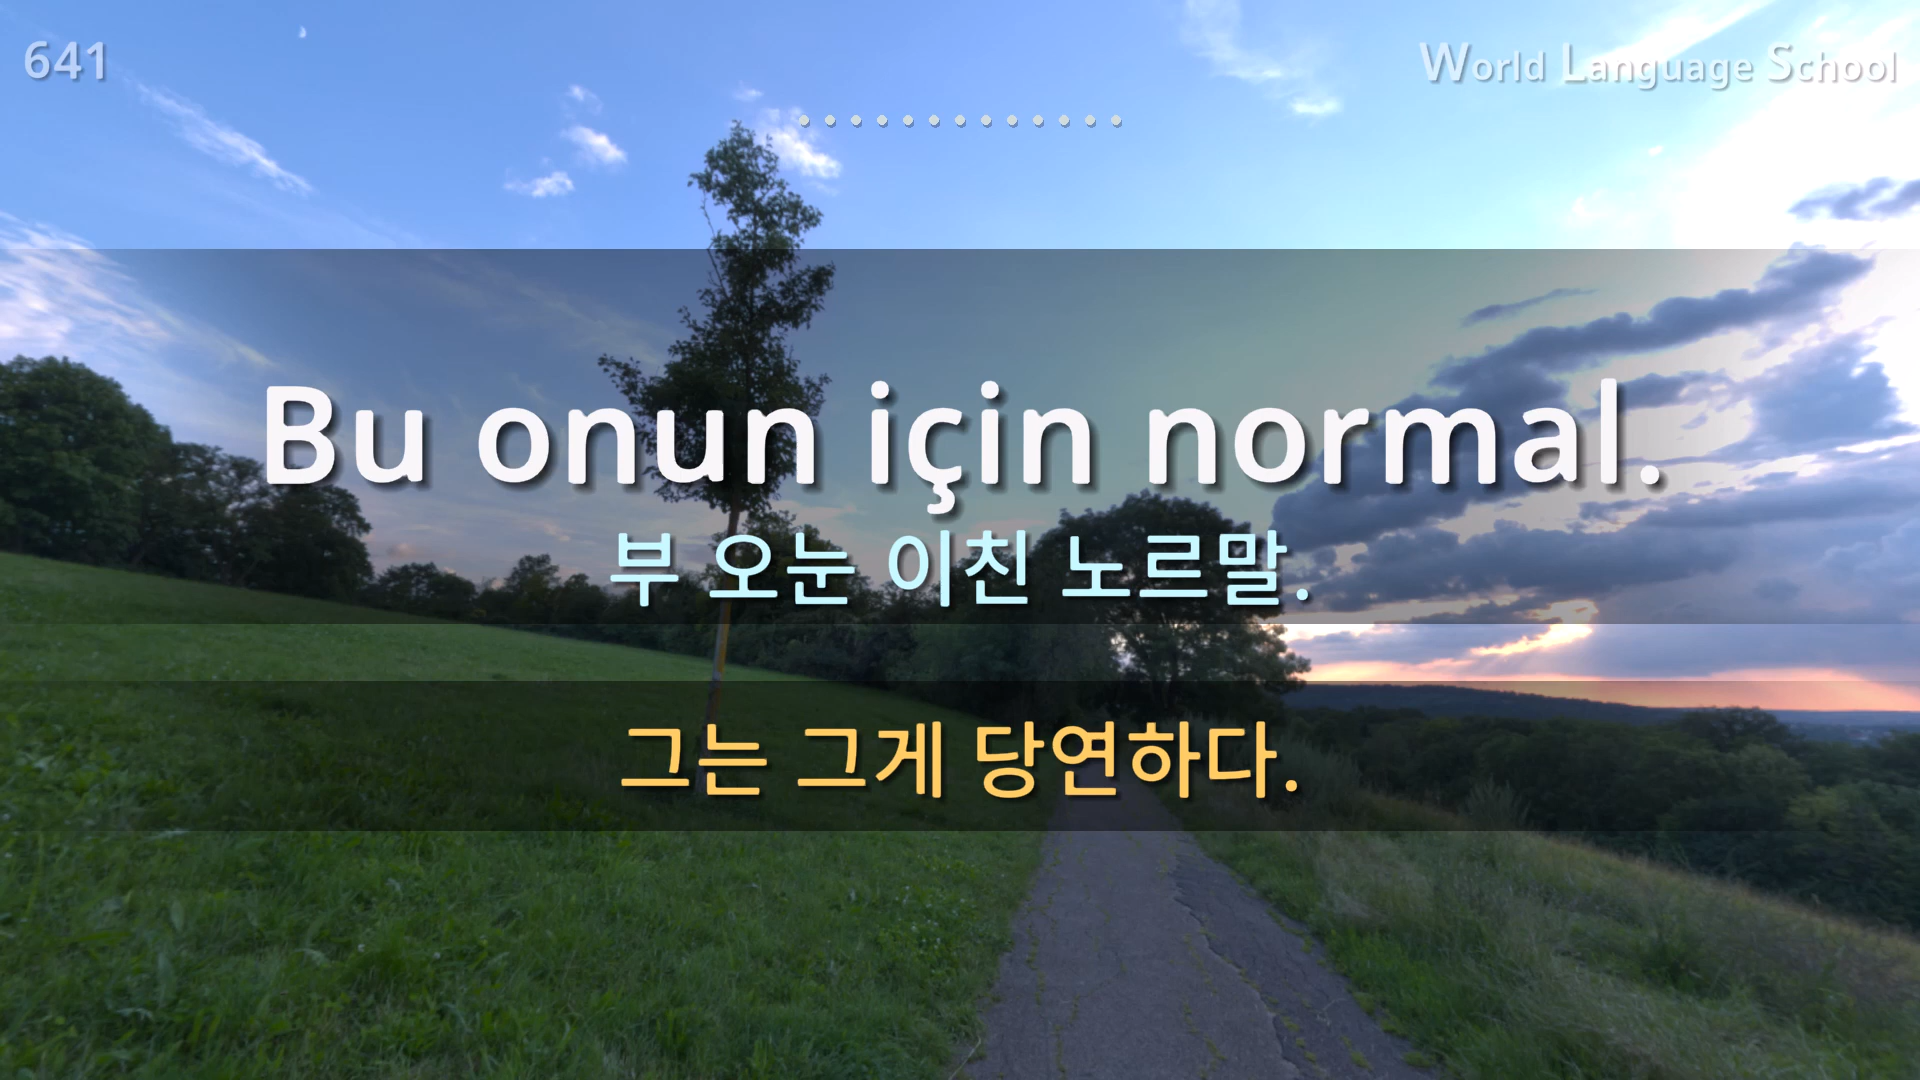 641
World Language School
Bu onun için normal.
부 오눈 이친 노르말.
그는 그게 당연하다.